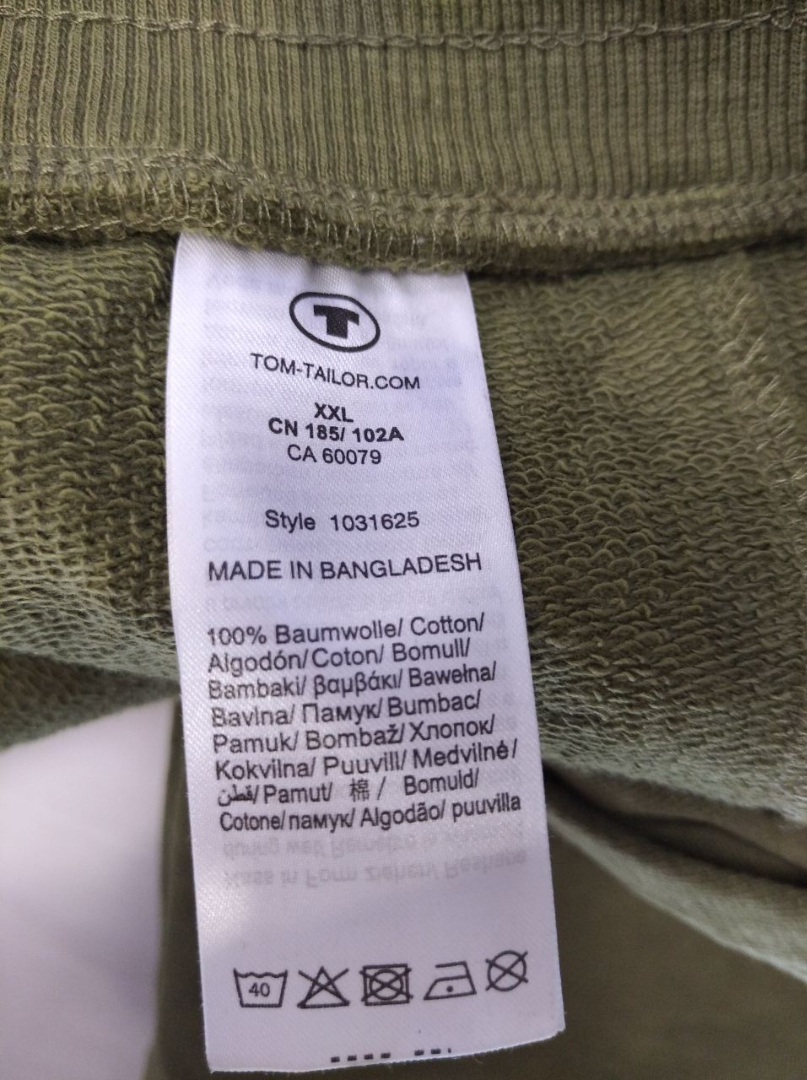 T
TOM-TAILOR.COM
XXL
CN 185/ 102A
CA 60079
Style 1031625
MADE IN BANGLADESH
100% Baumwolle/ Cotton/
Algodón/Coton/ Bomull/
Bambaki/ βαμβάκι/ Bawełna/
Bavlna/ Памук/ Bumbac/
Pamuk/ Bombaž/ Хлопок/
Kokvilna/ Puuvill/ Medvilnė/
قطن/ Pamut/ 棉 / Bomuld/
Cotone/ памук/ Algodão/ puuvilla
40